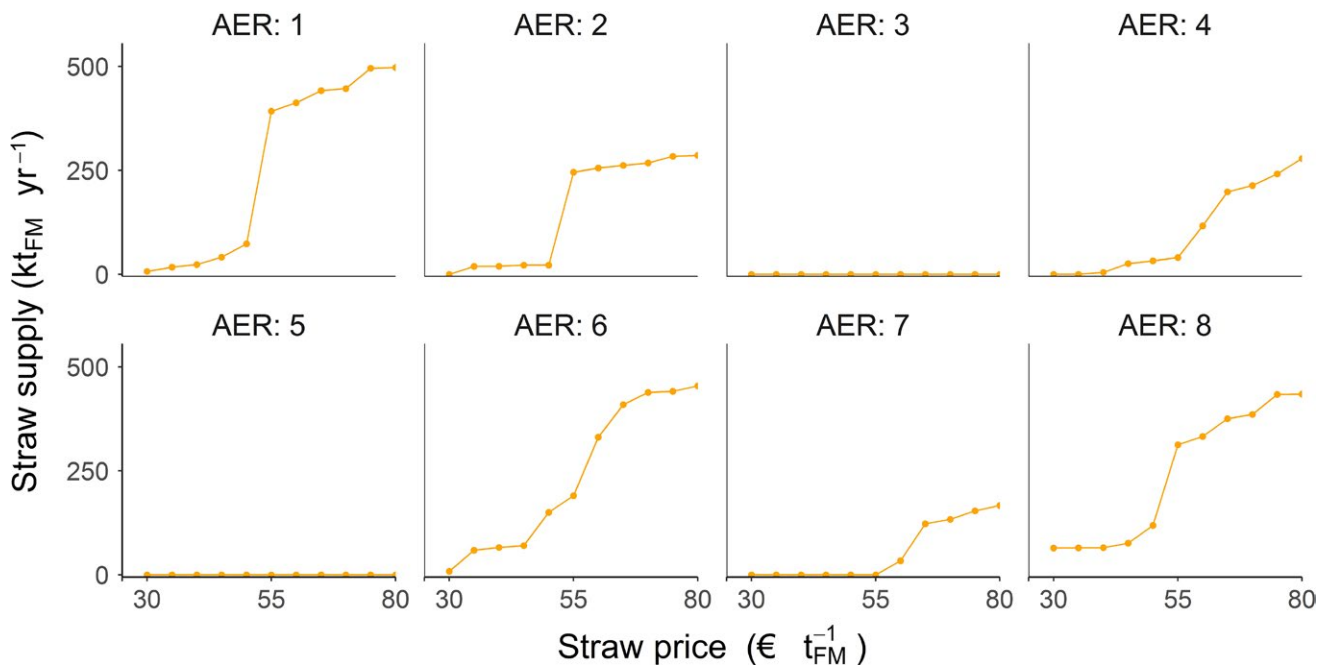 AER: 1 AER: 2 AER: 3 AER: 4
500
250
0
AER: 5 AER: 6 AER: 7 AER: 8
500
250
0
30 55 80 30 55 80 30 55 80 30 55 80
Straw supply (kt_FM yr⁻¹)
Straw price (€ t_FM⁻¹)